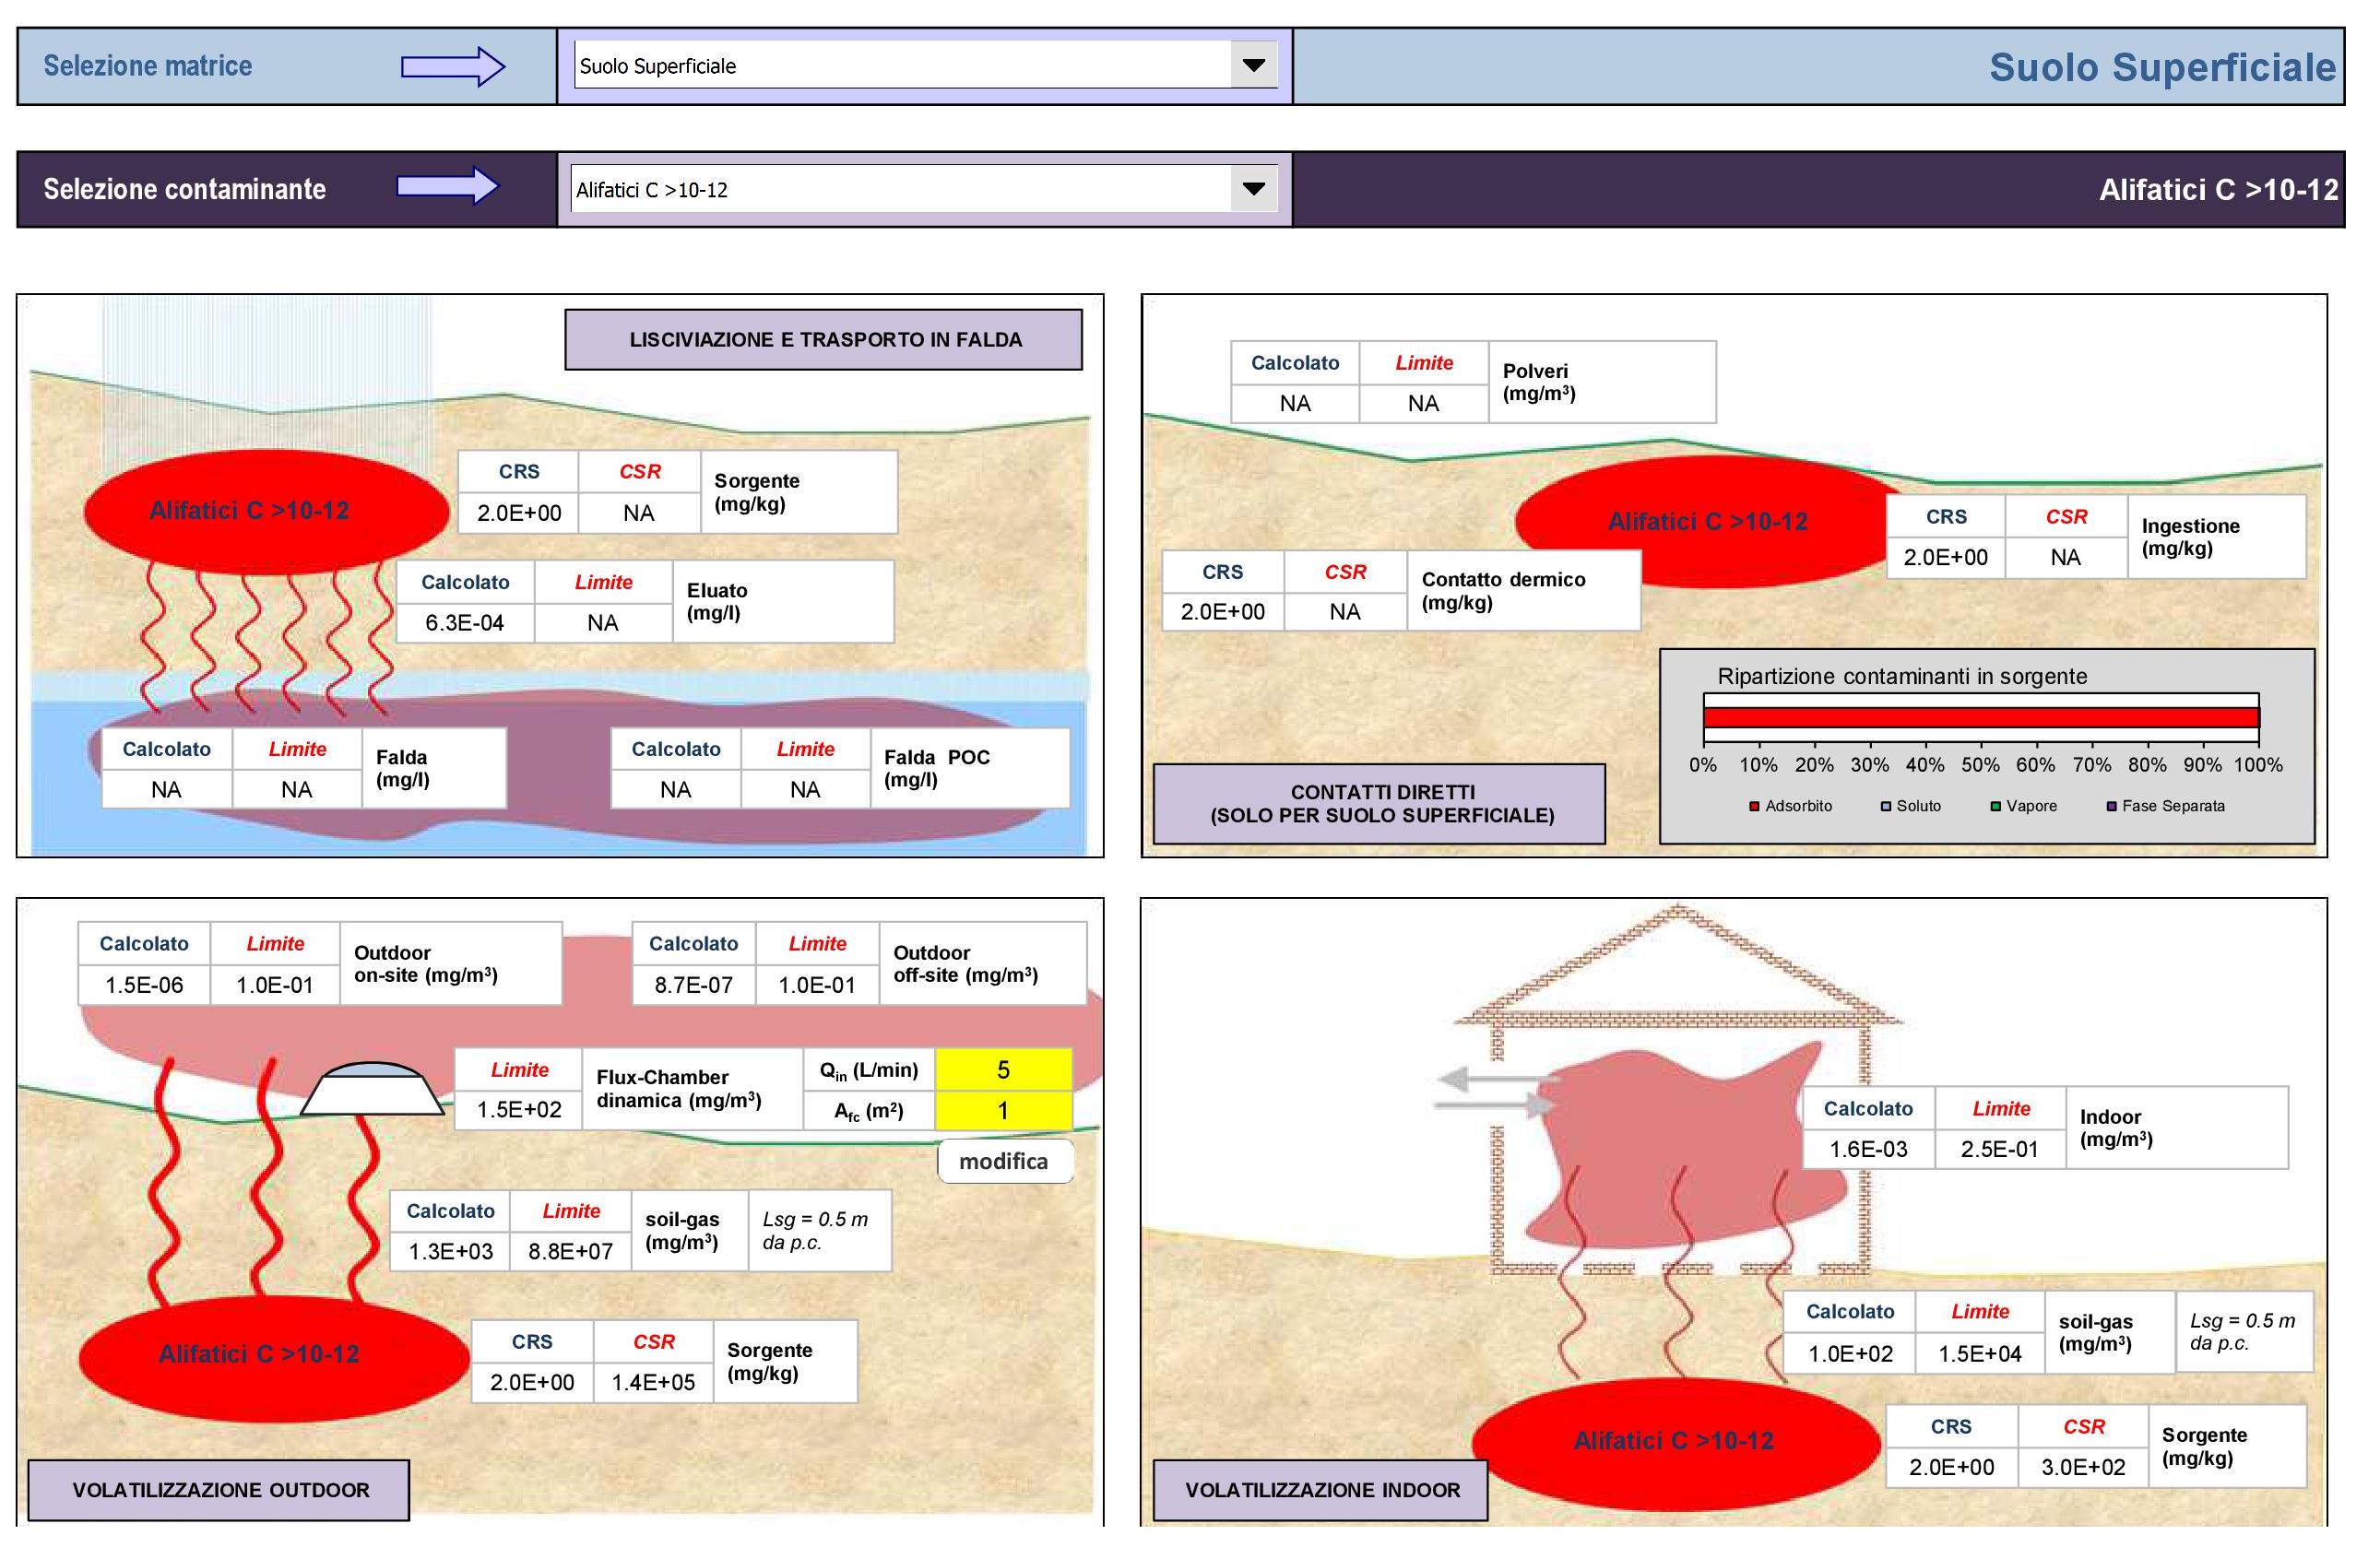 Selezione matrice
Suolo Superficiale
Suolo Superficiale
Selezione contaminante
Alifatici C >10-12
Alifatici C >10-12
LISCIVIAZIONE E TRASPORTO IN FALDA
Alifatici C >10-12
CRS CSR Sorgente
(mg/kg)
2.0E+00 NA
Calcolato Limite Eluato
(mg/l)
6.3E-04 NA
Calcolato Limite Falda
(mg/l)
NA NA
Calcolato Limite Falda POC
(mg/l)
NA NA
Calcolato Limite Polveri
(mg/m³)
NA NA
Alifatici C >10-12
CRS CSR Ingestione
(mg/kg)
2.0E+00 NA
CRS CSR Contatto dermico
(mg/kg)
2.0E+00 NA
Ripartizione contaminanti in sorgente
0% 10% 20% 30% 40% 50% 60% 70% 80% 90% 100%
Adsorbito Soluto Vapore Fase Separata
CONTATTI DIRETTI
(SOLO PER SUOLO SUPERFICIALE)
Calcolato Limite Outdoor
on-site (mg/m³)
1.5E-06 1.0E-01
Calcolato Limite Outdoor
off-site (mg/m³)
8.7E-07 1.0E-01
Limite Flux-Chamber
dinamica (mg/m³)
1.5E+02
Qin (L/min) 5
Afc (m²) 1
modifica
Calcolato Limite soil-gas
(mg/m³)
1.3E+03 8.8E+07
Lsg = 0.5 m
da p.c.
Alifatici C >10-12
CRS CSR Sorgente
(mg/kg)
2.0E+00 1.4E+05
VOLATILIZZAZIONE OUTDOOR
Calcolato Limite Indoor
(mg/m³)
1.6E-03 2.5E-01
Calcolato Limite soil-gas
(mg/m³)
1.0E+02 1.5E+04
Lsg = 0.5 m
da p.c.
Alifatici C >10-12
CRS CSR Sorgente
(mg/kg)
2.0E+00 3.0E+02
VOLATILIZZAZIONE INDOOR